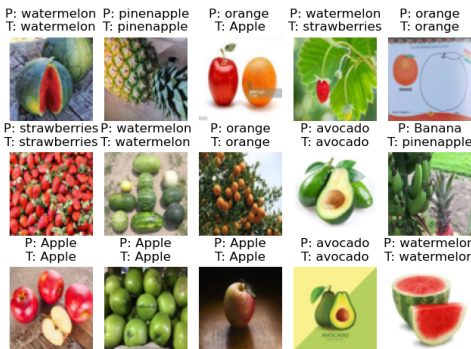 P: watermelon
T: watermelon
P: pinenapple
T: pinenapple
P: orange
T: Apple
P: watermelon
T: strawberries
P: orange
T: orange
P: strawberries
T: strawberries
P: watermelon
T: watermelon
P: orange
T: orange
P: avocado
T: avocado
P: Banana
T: pinenapple
P: Apple
T: Apple
P: Apple
T: Apple
P: Apple
T: Apple
P: avocado
T: avocado
AVOCADO
P: watermelon
T: watermelon